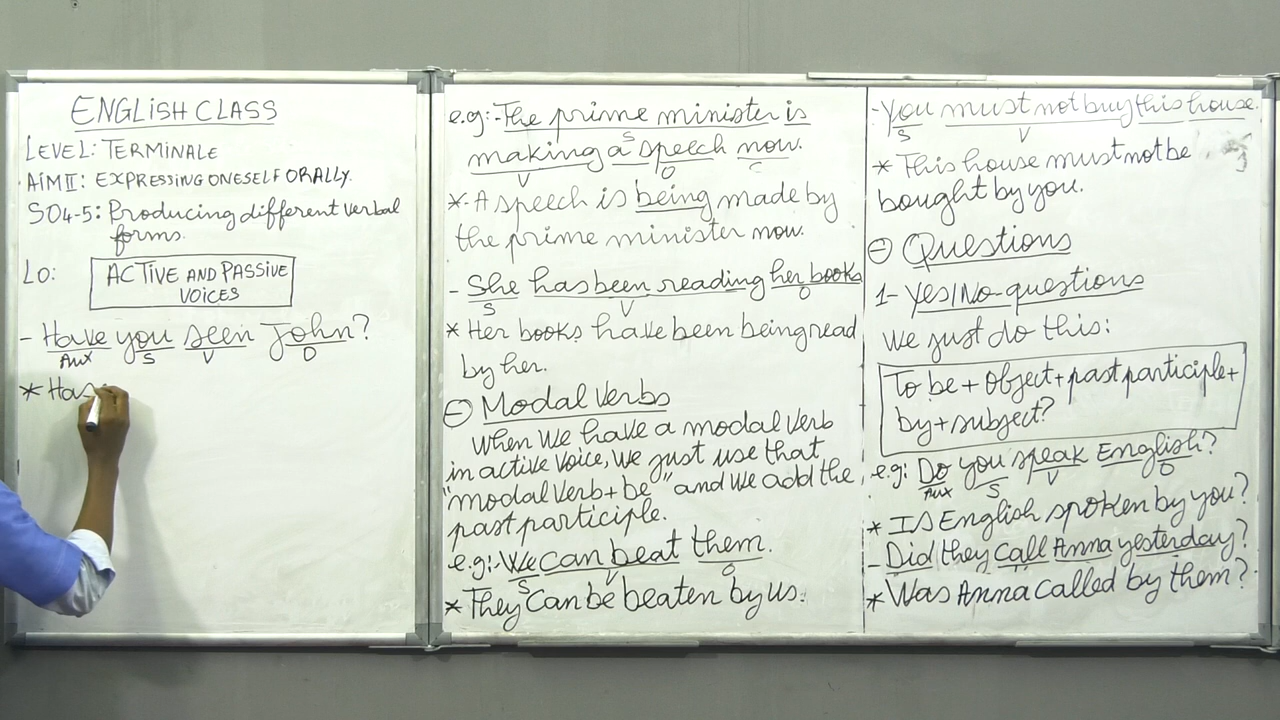 ENGLISH CLASS
LEVEL: TERMINALE
AIM II: EXPRESSING ONESELF ORALLY.
SO4-5: Producing different verbal
forms.
LO: ACTIVE AND PASSIVE
VOICES
- Have you seen John?
Aux S V O
* Has
e.g:-The prime minister is
S
making a speech now.
V O C
*-A speech is being made by
the prime minister now.
- She has been reading her books
S V O
* Her books have been being read
by her.
- Modal Verbs
When we have a modal verb
in active voice, we just use that
"modal verb+be" and we add the
past participle.
e.g:-We can beat them.
S V O
* They can be beaten by us.
-You must not buy this house.
S V
* This house must not be
bought by you.
- Questions
1- Yes/No-questions
We just do this:
To be + object + past participle +
by + subject?
e.g: Do you speak English?
Aux S V O
* Is English spoken by you?
- Did they call Anna yesterday?
* Was Anna called by them?